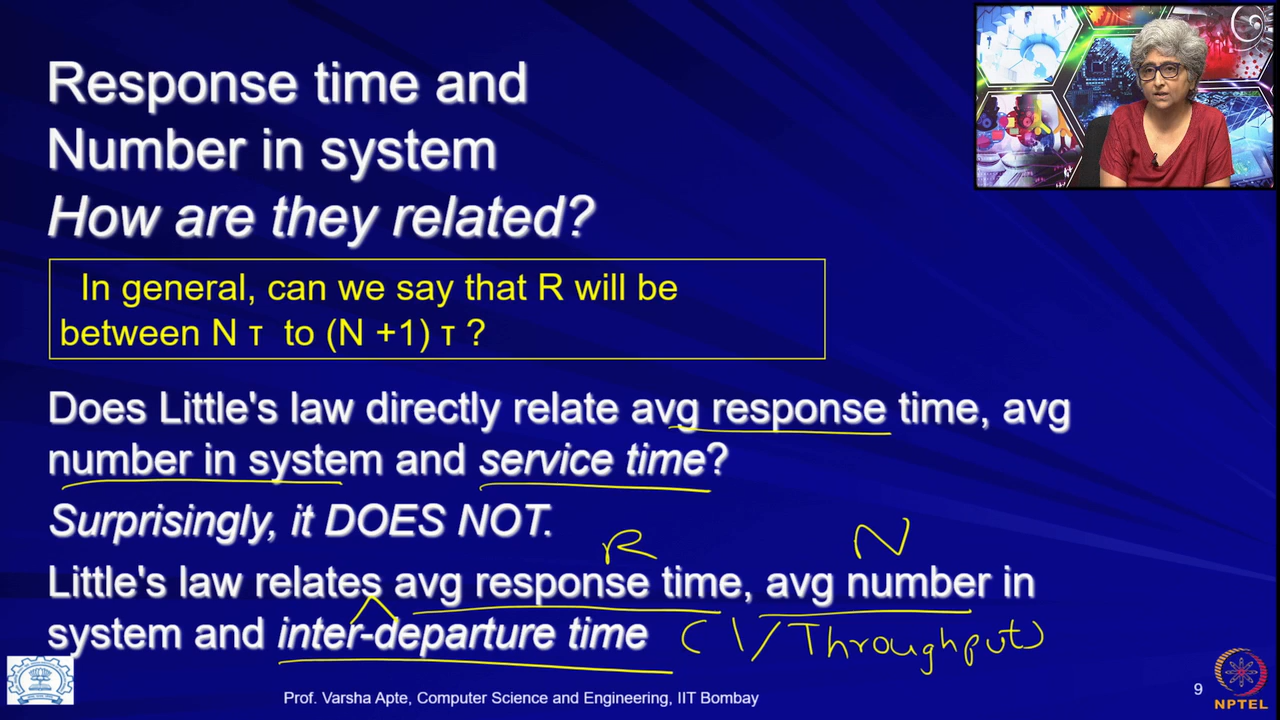 Response time and
Number in system
How are they related?
In general, can we say that R will be
between N τ to (N +1) τ ?
Does Little's law directly relate avg response time, avg
number in system and service time?
Surprisingly, it DOES NOT.
R N
Little's law relates avg response time, avg number in
system and inter-departure time (1/Throughput)
Prof. Varsha Apte, Computer Science and Engineering, IIT Bombay
9
NPTEL